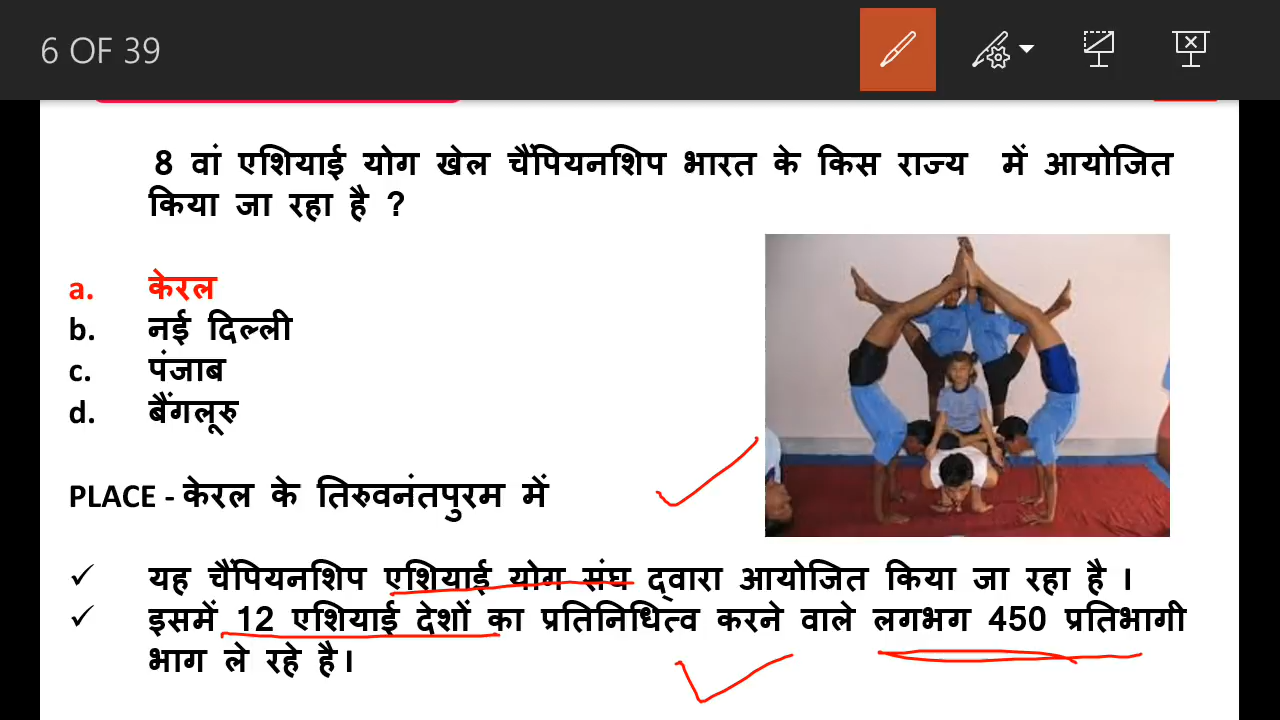 6 OF 39
8 वां एशियाई योग खेल चैंपियनशिप भारत के किस राज्य में आयोजित
किया जा रहा है ?
a. केरल
b. नई दिल्ली
c. पंजाब
d. बैंगलूरु
PLACE - केरल के तिरुवनंतपुरम में
✓ यह चैंपियनशिप एशियाई योग संघ द्वारा आयोजित किया जा रहा है ।
✓ इसमें 12 एशियाई देशों का प्रतिनिधित्व करने वाले लगभग 450 प्रतिभागी
भाग ले रहे है।